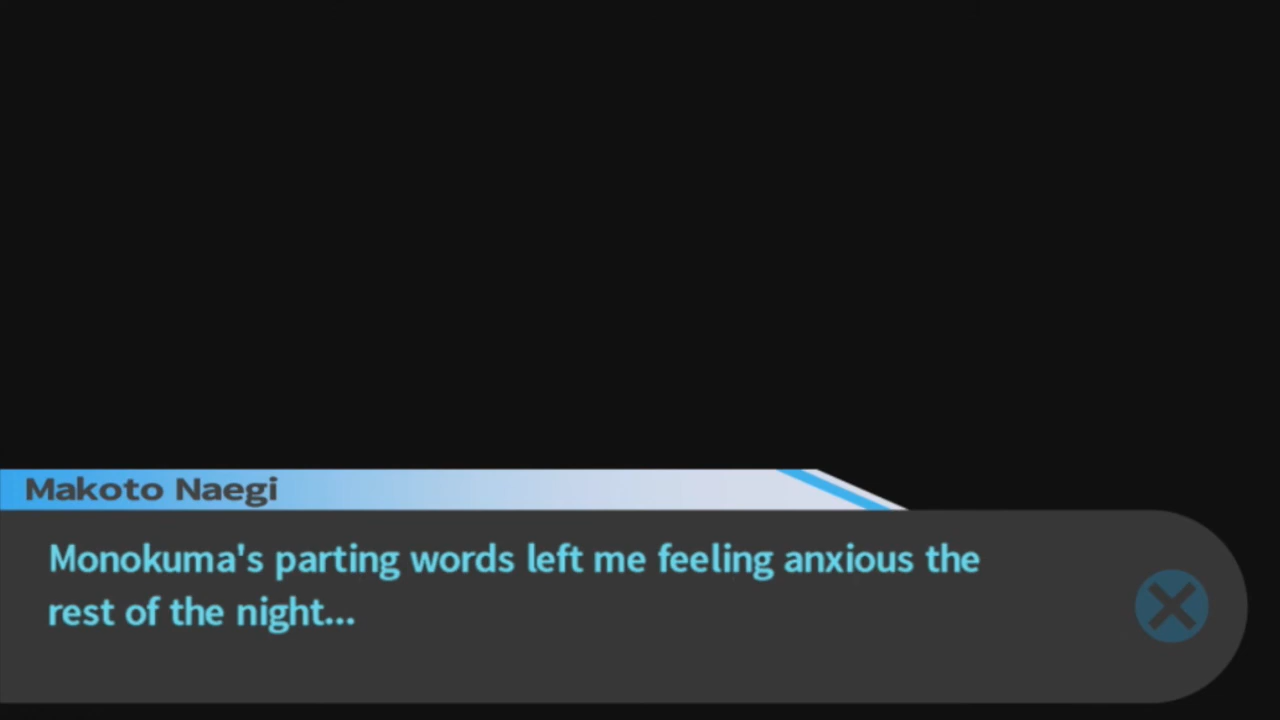 Makoto Naegi
Monokuma's parting words left me feeling anxious the
rest of the night...